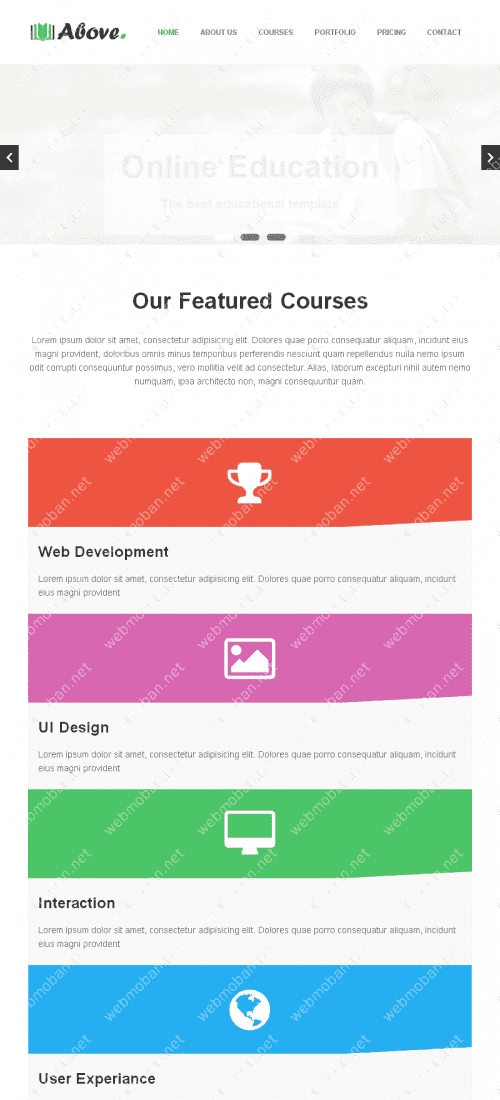 Above.
HOME ABOUT US COURSES PORTFOLIO PRICING CONTACT
Online Education
The best educational template
Our Featured Courses
Lorem ipsum dolor sit amet, consectetur adipisicing elit. Dolores quae porro consequatur aliquam, incidunt eius
magni provident, doloribus omnis minus temporibus perferendis nesciunt quam repellendus nulla nemo ipsum
odit corrupti consequuntur possimus, vero mollitia velit ad consectetur. Alias, laborum excepturi nihil autem nemo
numquam, ipsa architecto non, magni consequuntur quam.
Web Development
Lorem ipsum dolor sit amet, consectetur adipisicing elit. Dolores quae porro consequatur aliquam, incidunt
eius magni provident
UI Design
Lorem ipsum dolor sit amet, consectetur adipisicing elit. Dolores quae porro consequatur aliquam, incidunt
eius magni provident
Interaction
Lorem ipsum dolor sit amet, consectetur adipisicing elit. Dolores quae porro consequatur aliquam, incidunt
eius magni provident
User Experiance
webmoban.net